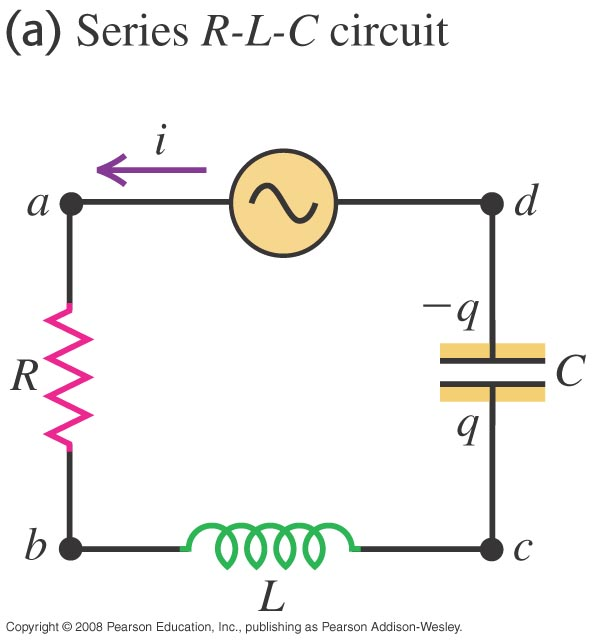 (a) Series R-L-C circuit
i
a
d
−q
R
C
q
b
c
L
Copyright © 2008 Pearson Education, Inc., publishing as Pearson Addison-Wesley.